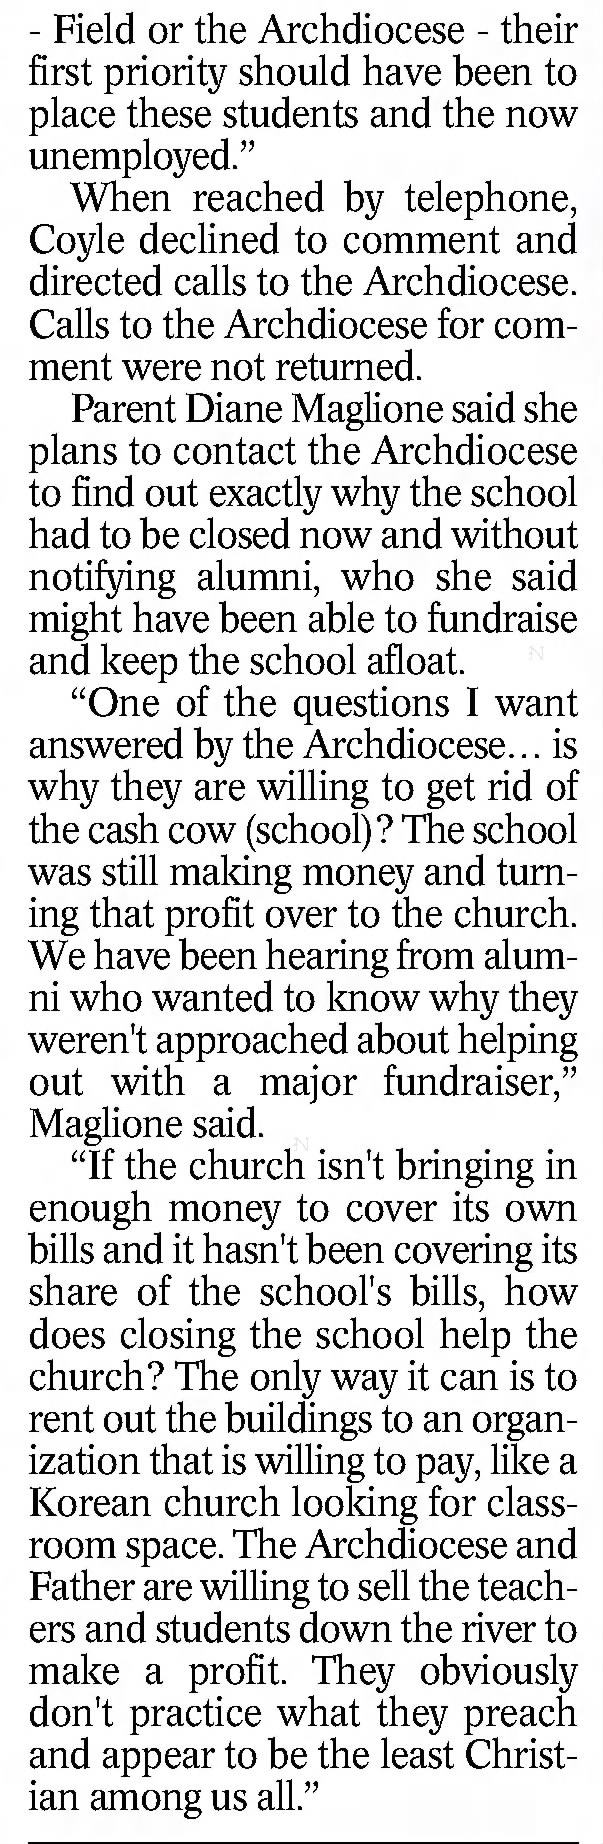 - Field or the Archdiocese - their
first priority should have been to
place these students and the now
unemployed.”
When reached by telephone,
Coyle declined to comment and
directed calls to the Archdiocese.
Calls to the Archdiocese for com-
ment were not returned.
Parent Diane Maglione said she
plans to contact the Archdiocese
to find out exactly why the school
had to be closed now and without
notifying alumni, who she said
might have been able to fundraise
and keep the school afloat.
“One of the questions I want
answered by the Archdiocese... is
why they are willing to get rid of
the cash cow (school)? The school
was still making money and turn-
ing that profit over to the church.
We have been hearing from alum-
ni who wanted to know why they
weren't approached about helping
out with a major fundraiser,”
Maglione said.
“If the church isn't bringing in
enough money to cover its own
bills and it hasn't been covering its
share of the school's bills, how
does closing the school help the
church? The only way it can is to
rent out the buildings to an organ-
ization that is willing to pay, like a
Korean church looking for class-
room space. The Archdiocese and
Father are willing to sell the teach-
ers and students down the river to
make a profit. They obviously
don't practice what they preach
and appear to be the least Christ-
ian among us all.”